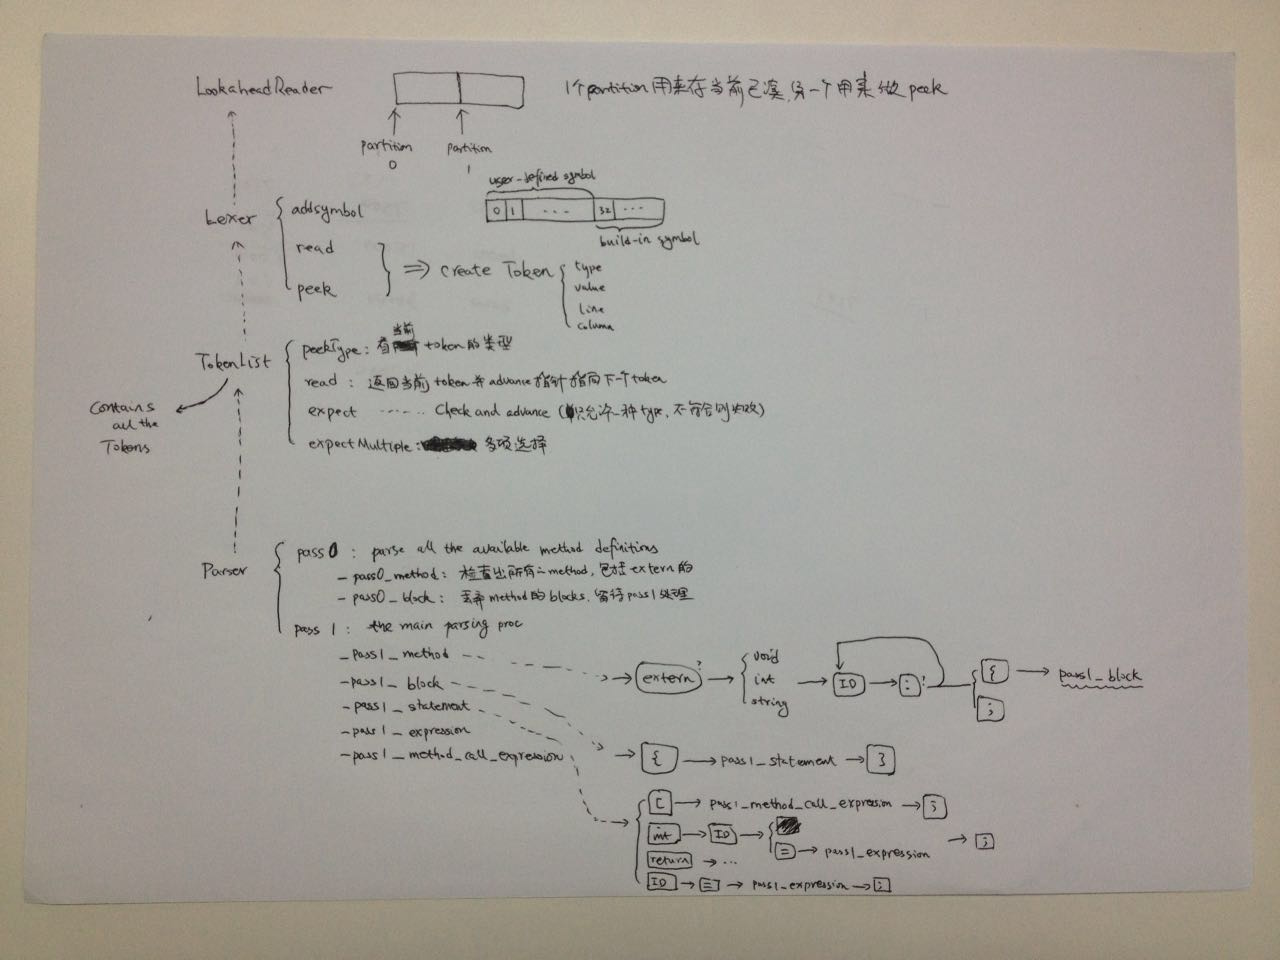 LookaheadReader
1个partition用来存当前已读,另一个用来做peek
partition 0
partition 1
user-defined symbol
Lexer
addsymbol
0 1 ... 32 ...
build-in symbol
read
peek
⇒ create Token
type
value
line
column
TokenList
peekType: 看当前token的类型
read: 返回当前token并advance指针指向下一个token
expect ...... Check and advance (只允许一种type, 不符合则失败)
expectMultiple: 多项选择
Contains
all the
Tokens
Parser
pass0: parse all the available method definitions
- pass0_method: 检查出所有的method, 包括extern的
- pass0_block: 丢弃method的blocks, 留待pass1处理
pass1: the main parsing proc
- pass1_method
- pass1_block
- pass1_statement
- pass1_expression
- pass1_method_call_expression
extern ?
void
int
string
ID → : ?
{ → pass1_block
;
{ → pass1_statement → }
[ → pass1_method_call_expression → ;
int → ID →
= → pass1_expression → ;
return → ...
ID → = → pass1_expression → ;